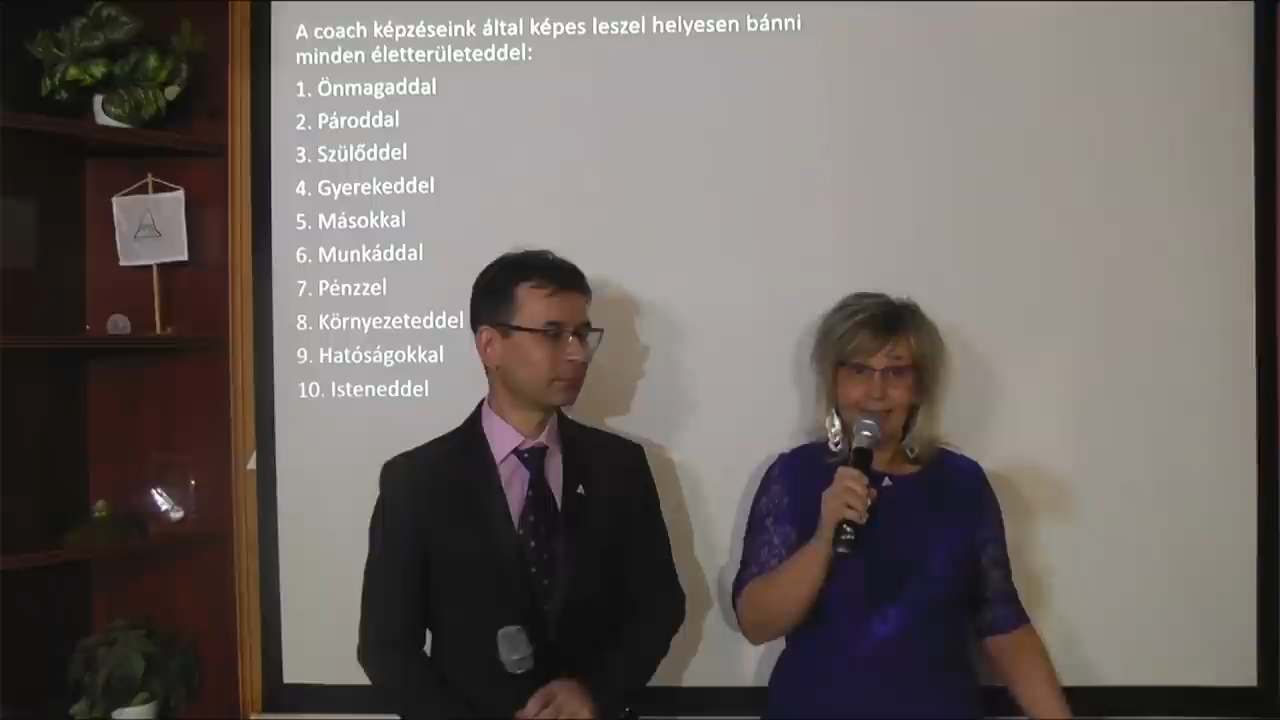 A coach képzéseink által képes leszel helyesen bánni
minden életterületeddel:
1. Önmagaddal
2. Pároddal
3. Szülőddel
4. Gyerekeddel
5. Másokkal
6. Munkáddal
7. Pénzzel
8. Környezeteddel
9. Hatóságokkal
10. Isteneddel